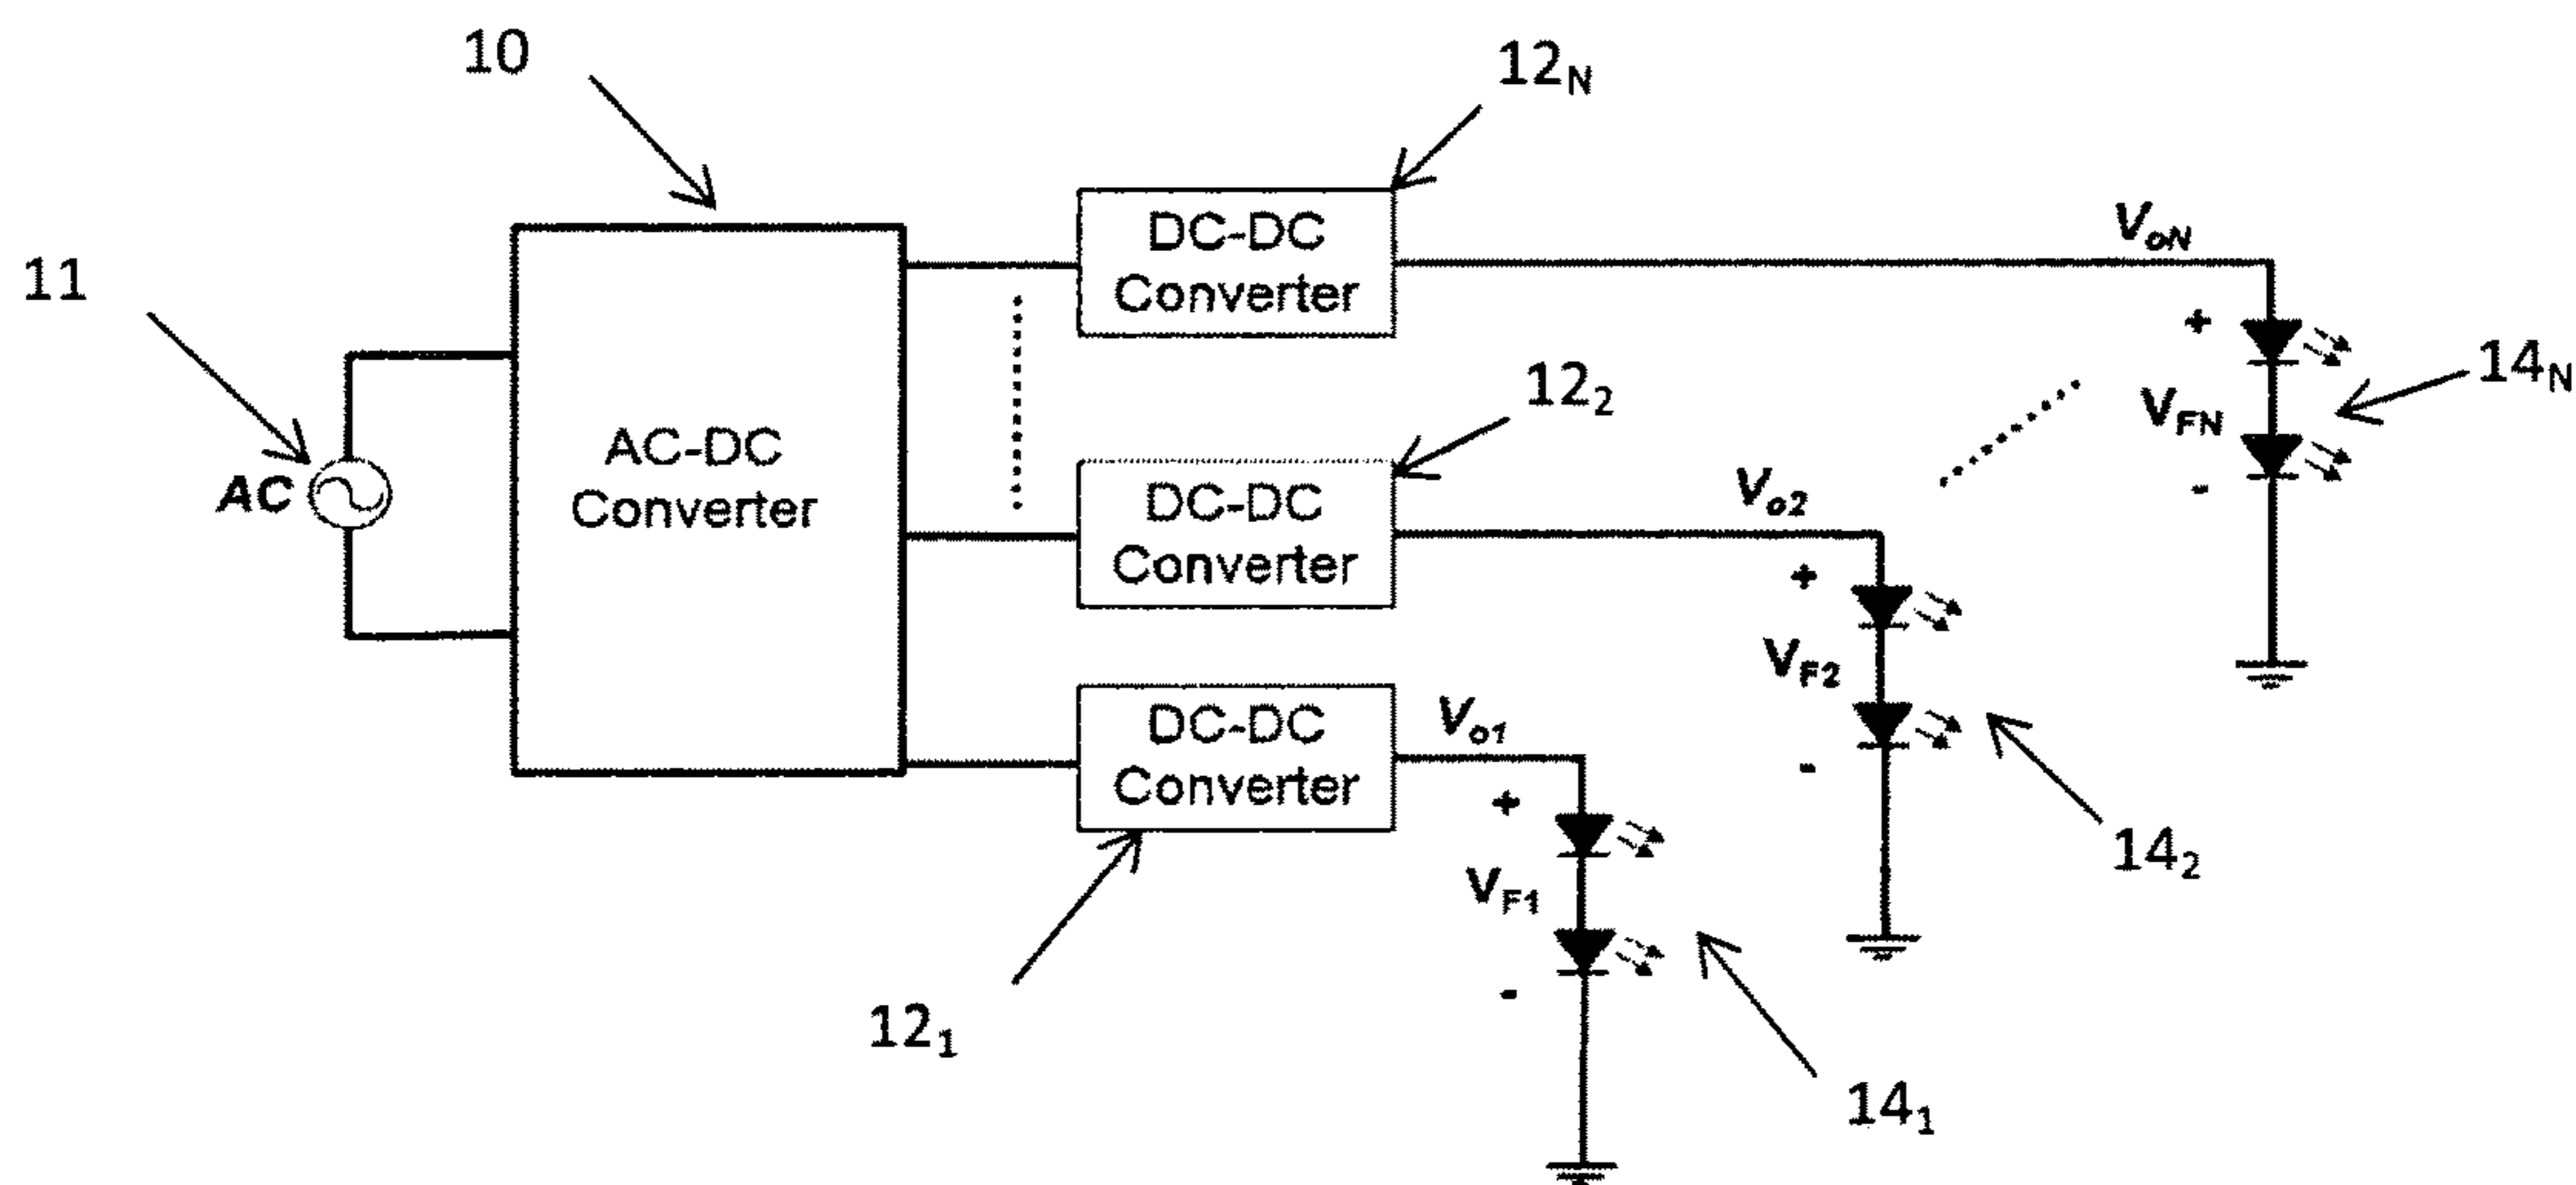 10
12N
11
DC-DC
Converter
VoN
+
VFN
-
14N
AC-DC
Converter
AC
122
DC-DC
Converter
Vo2
+
VF2
-
142
DC-DC
Converter
Vo1
+
VF1
-
121
141